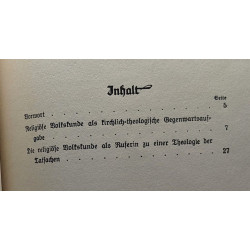 Inhalt
Seite
Vorwort . . . . . . . . . . . . 5
Religiöse Volkskunde als kirchlich-theologische Gegenwartsauf-
gabe . . . . . . . . . . . . 7
Die religiöse Volkskunde als Ruferin zu einer Theologie der
Tatsachen . . . . . . . . . . . . 27